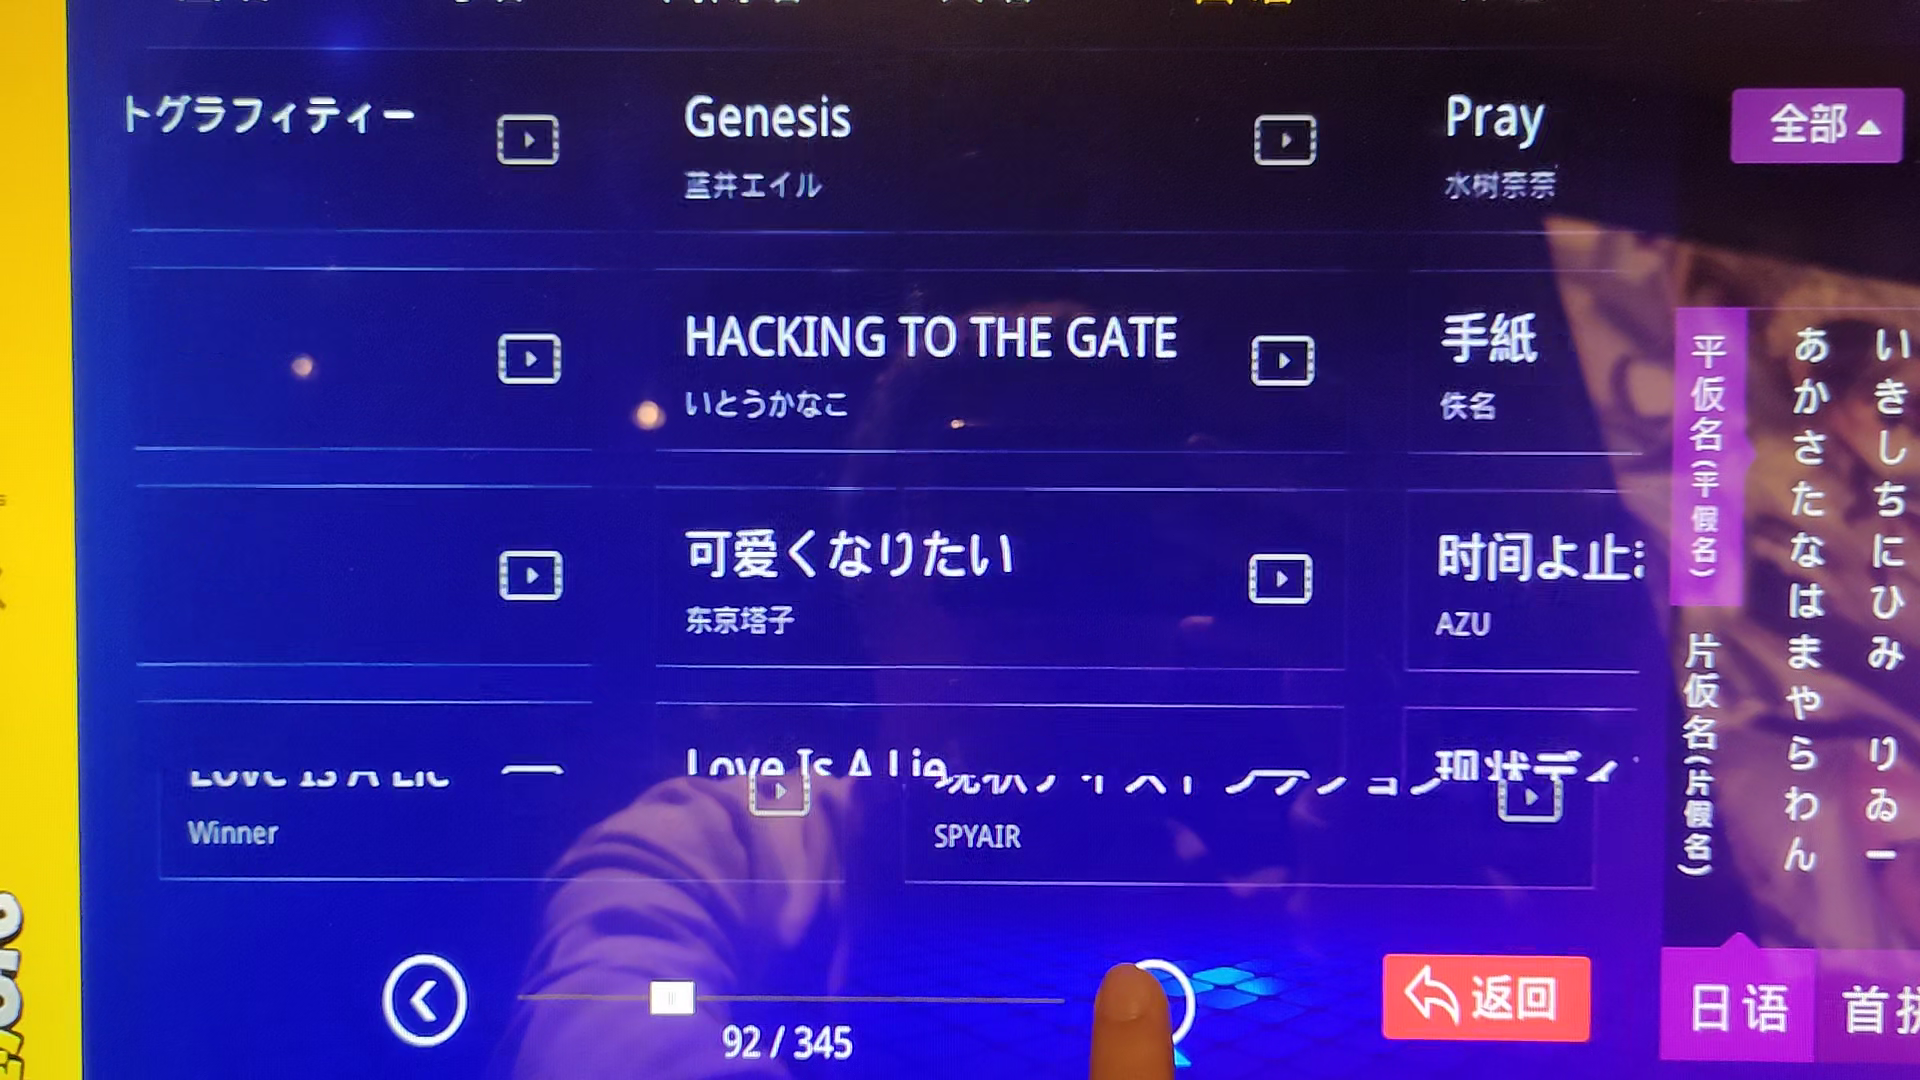 トグラフィティー
Genesis
蓝井エイル
Pray
水树奈奈
全部
HACKING TO THE GATE
いとうかなこ
手紙
佚名
可爱くなりたい
东京塔子
时间よ止
AZU
Love Is A Lie
Love Is A Lie
现状ディ
Winner
SPYAIR
平仮名(平假名)
片仮名(片假名)
あかさたなはまやらわん
いきしちにひみ りゐー
92 / 345
返回
日语
首